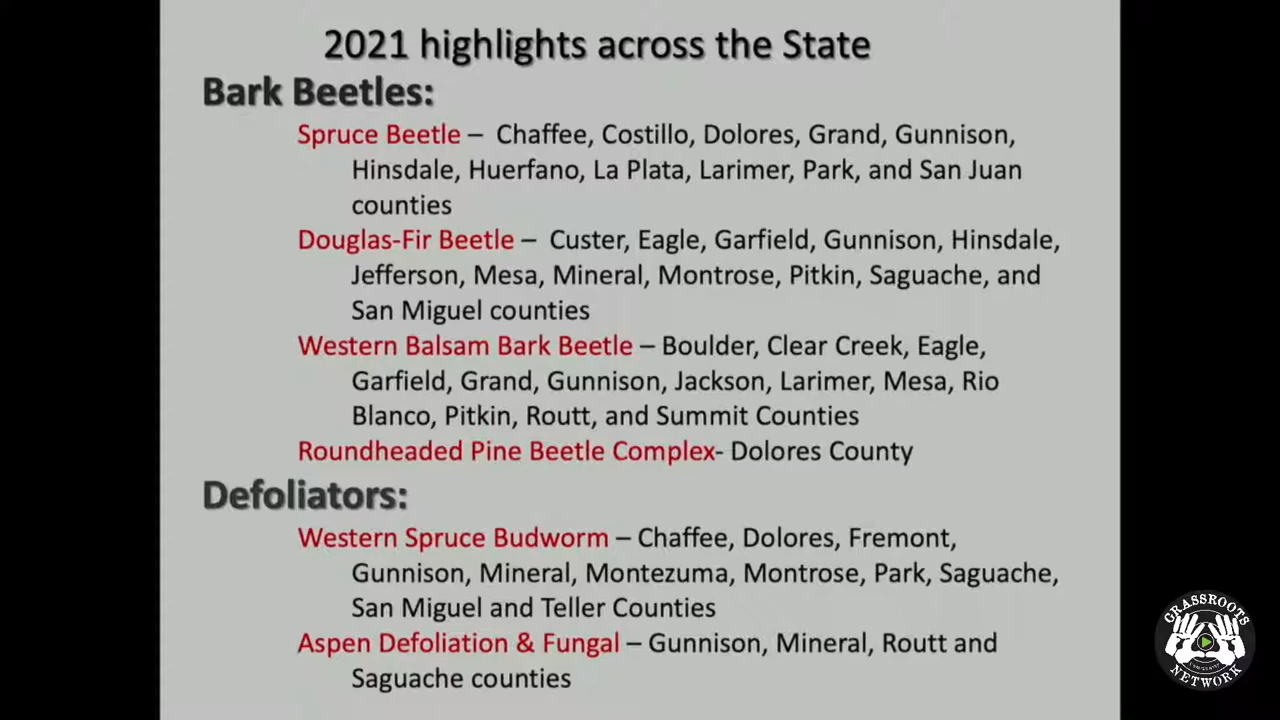 2021 highlights across the State
Bark Beetles:
Spruce Beetle – Chaffee, Costillo, Dolores, Grand, Gunnison,
Hinsdale, Huerfano, La Plata, Larimer, Park, and San Juan
counties
Douglas-Fir Beetle – Custer, Eagle, Garfield, Gunnison, Hinsdale,
Jefferson, Mesa, Mineral, Montrose, Pitkin, Saguache, and
San Miguel counties
Western Balsam Bark Beetle – Boulder, Clear Creek, Eagle,
Garfield, Grand, Gunnison, Jackson, Larimer, Mesa, Rio
Blanco, Pitkin, Routt, and Summit Counties
Roundheaded Pine Beetle Complex- Dolores County
Defoliators:
Western Spruce Budworm – Chaffee, Dolores, Fremont,
Gunnison, Mineral, Montezuma, Montrose, Park, Saguache,
San Miguel and Teller Counties
Aspen Defoliation & Fungal – Gunnison, Mineral, Routt and
Saguache counties
GRASSROOTS
NETWORK